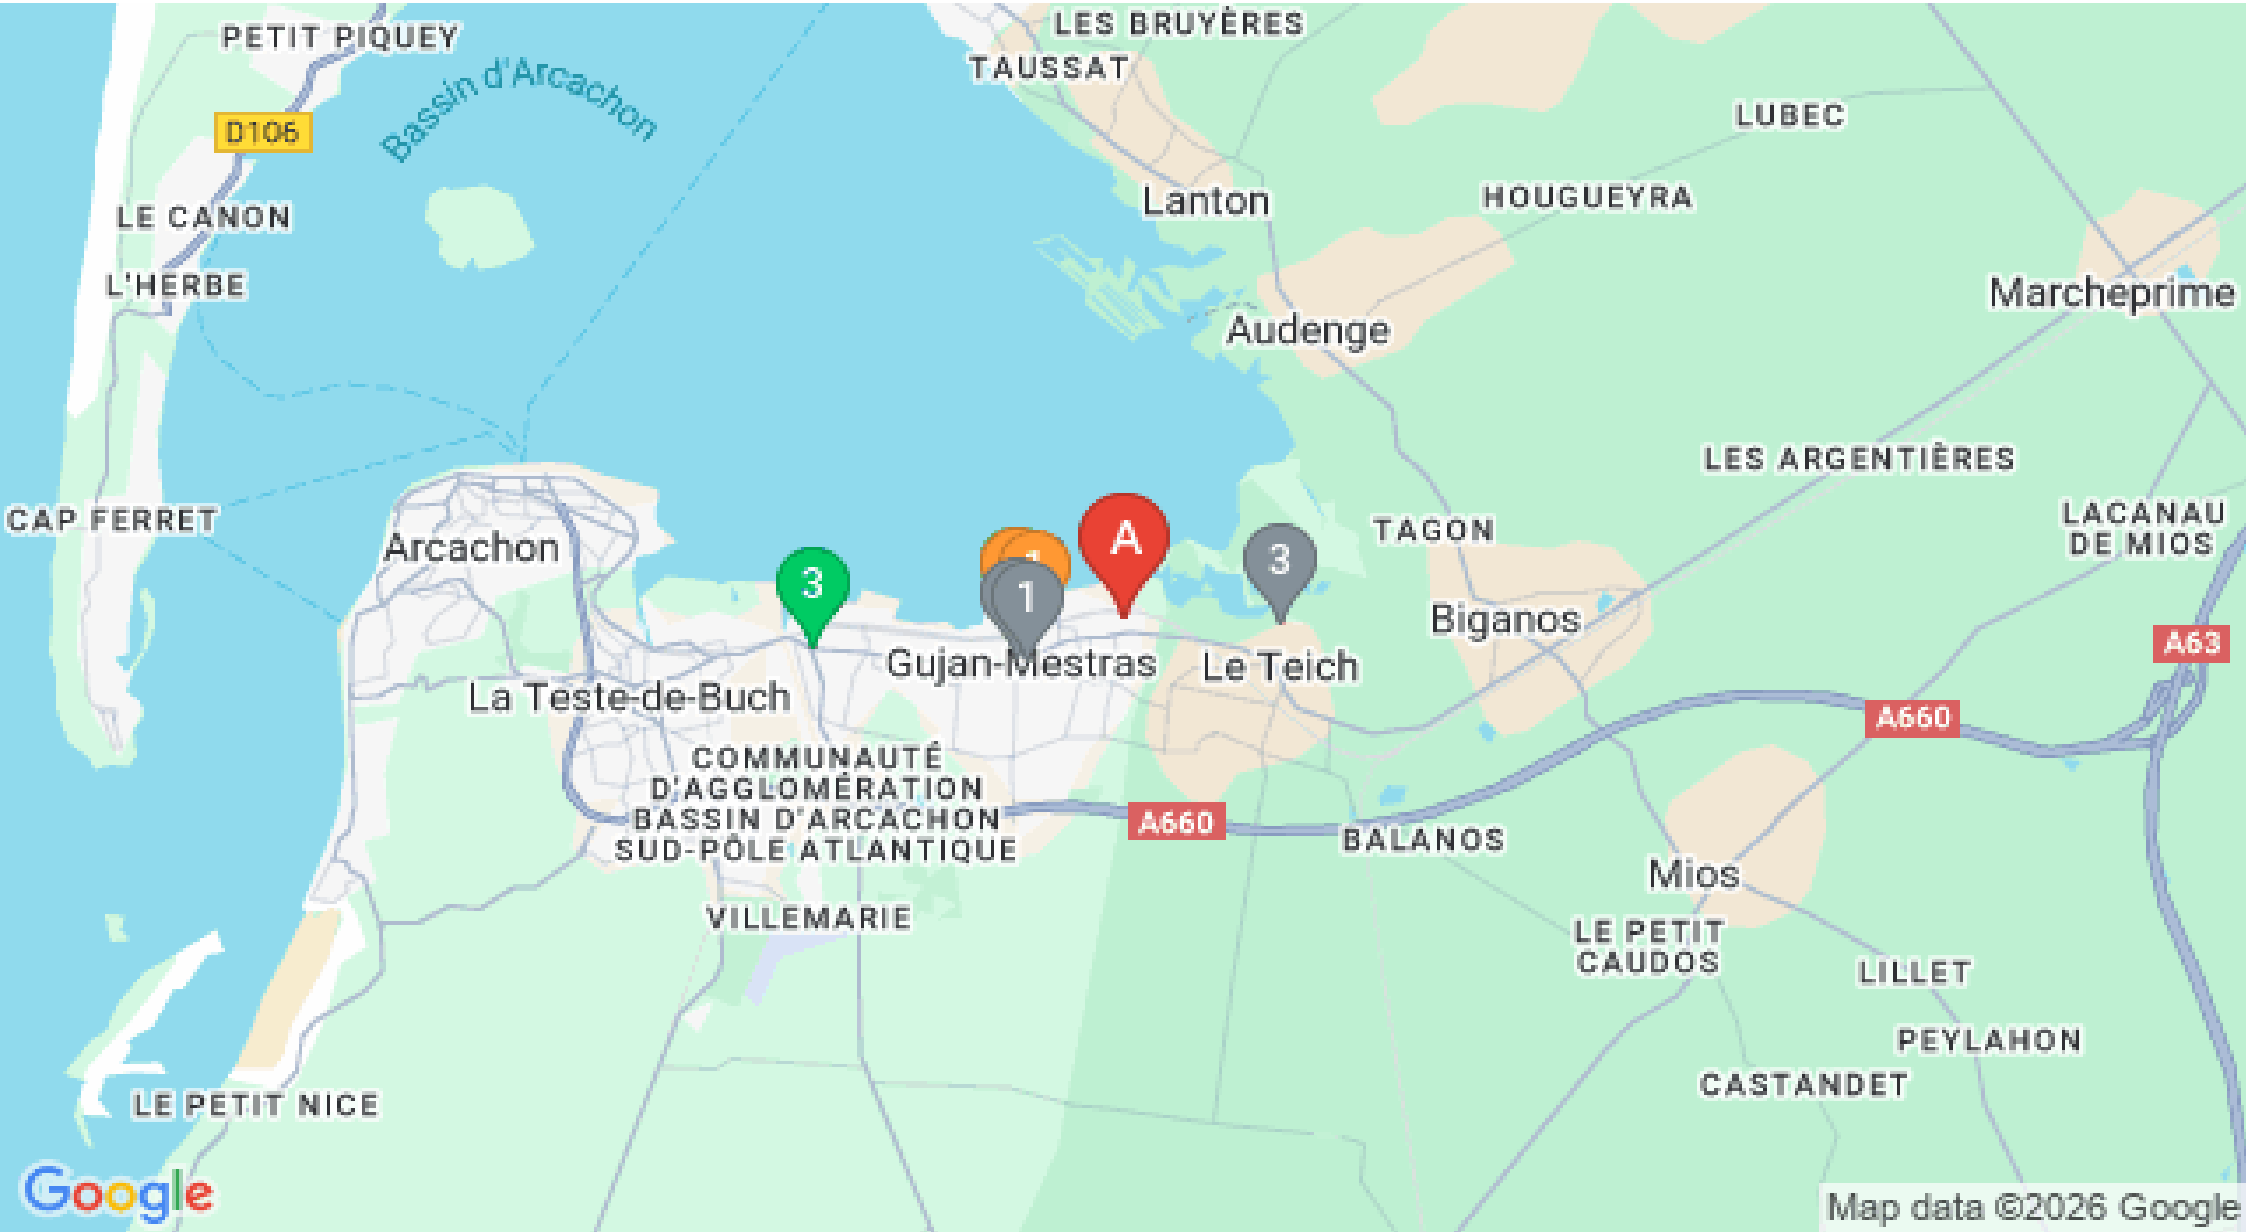 PETIT PIQUEY
LES BRUYÈRES
TAUSSAT
Bassin d'Arcachon
D106
LUBEC
LE CANON
Lanton
HOUGUEYRA
L'HERBE
Marcheprime
Audenge
LES ARGENTIÈRES
CAP FERRET
Arcachon
TAGON
LACANAU
DE MIOS
A
3
3
1
1
Biganos
A63
Gujan-Mestras
Le Teich
La Teste-de-Buch
A660
COMMUNAUTÉ
D'AGGLOMÉRATION
BASSIN D'ARCACHON
SUD-PÔLE ATLANTIQUE
A660
BALANOS
Mios
VILLEMARIE
LE PETIT
CAUDOS
LILLET
PEYLAHON
CASTANDET
LE PETIT NICE
Google
Map data ©2026 Google